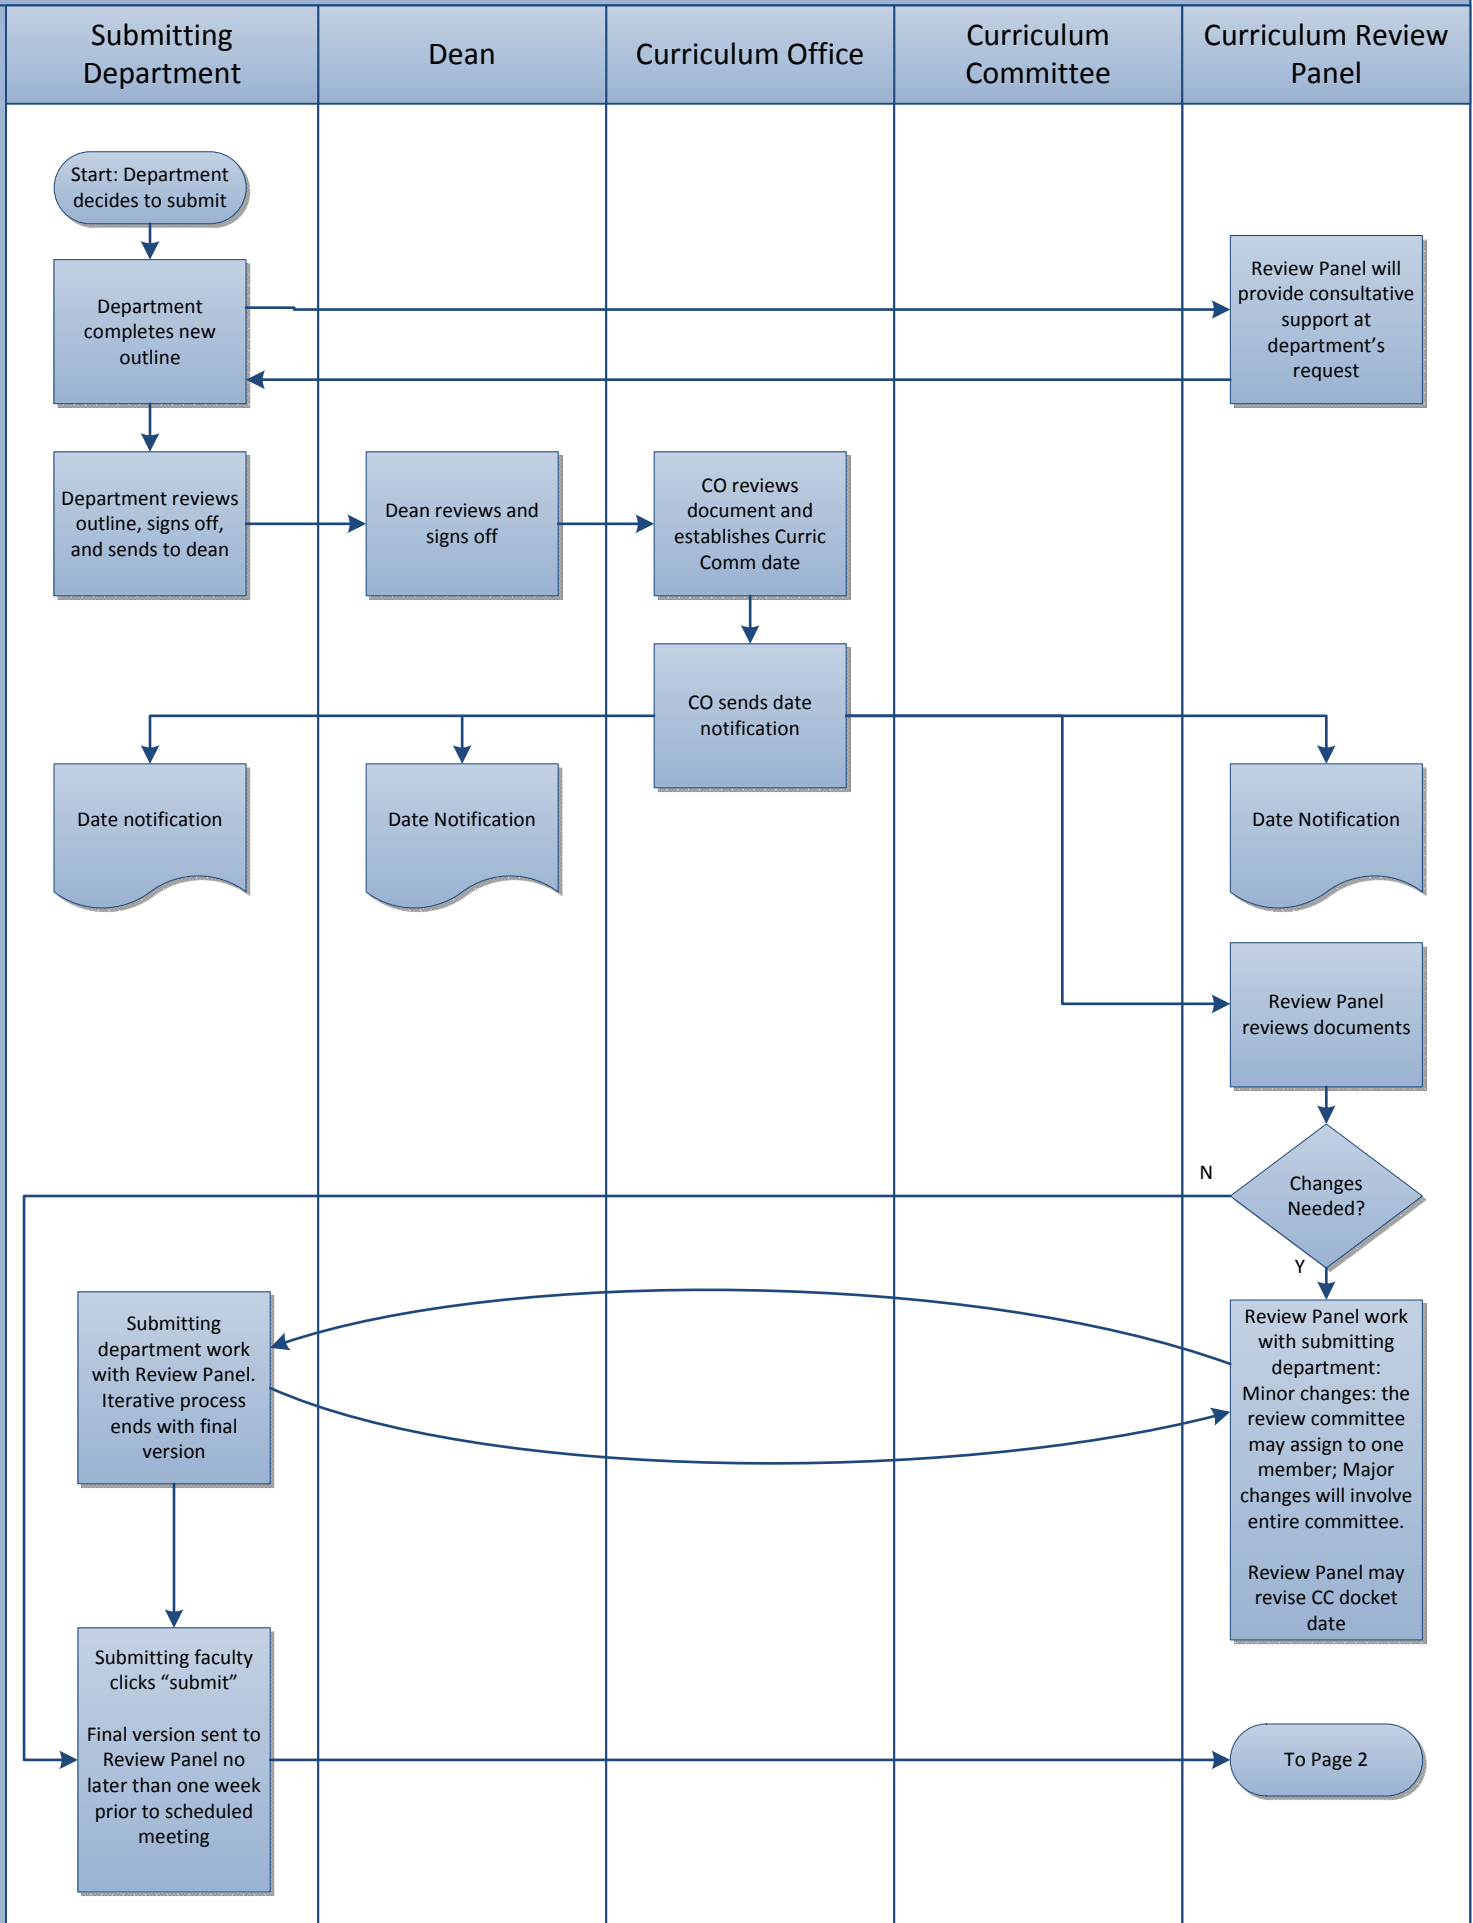 Submitting
Department
Dean
Curriculum Office
Curriculum
Committee
Curriculum Review
Panel
Start: Department
decides to submit
Department
completes new
outline
Review Panel will
provide consultative
support at
department’s
request
Department reviews
outline, signs off,
and sends to dean
Dean reviews and
signs off
CO reviews
document and
establishes Curric
Comm date
CO sends date
notification
Date notification
Date Notification
Date Notification
Review Panel
reviews documents
N
Changes
Needed?
Y
Submitting
department work
with Review Panel.
Iterative process
ends with final
version
Review Panel work
with submitting
department:
Minor changes: the
review committee
may assign to one
member; Major
changes will involve
entire committee.
Review Panel may
revise CC docket
date
Submitting faculty
clicks “submit”
Final version sent to
Review Panel no
later than one week
prior to scheduled
meeting
To Page 2